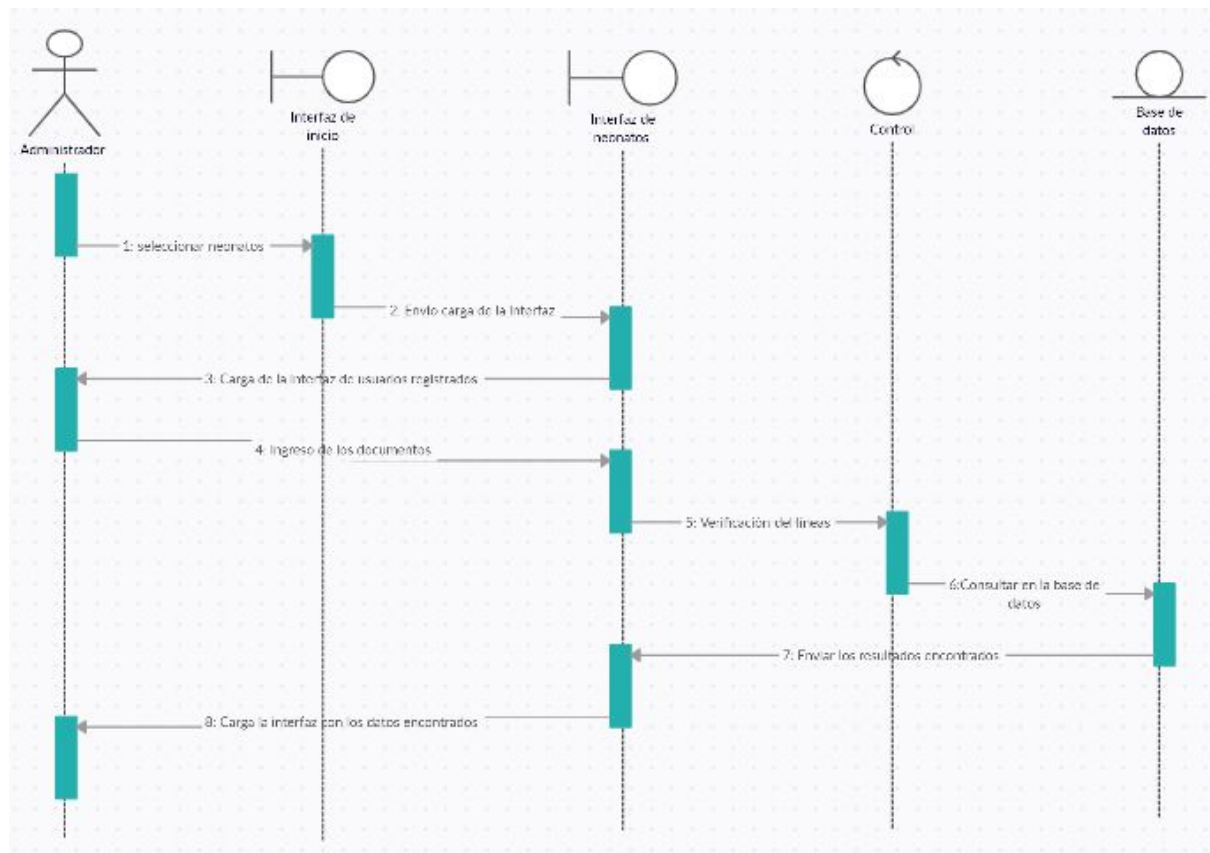 Administrador
Interfaz de
inicio
Interfaz de
neonatos
Control
Base de
datos
1: seleccionar neonatos
2: Envío carga de la interfaz
3: Carga de la interfaz de usuarios registrados
4: Ingreso de los documentos
5: Verificación del líneas
6:Consultar en la base de
datos
7: Enviar los resultados encontrados
8: Carga la interfaz con los datos encontrados